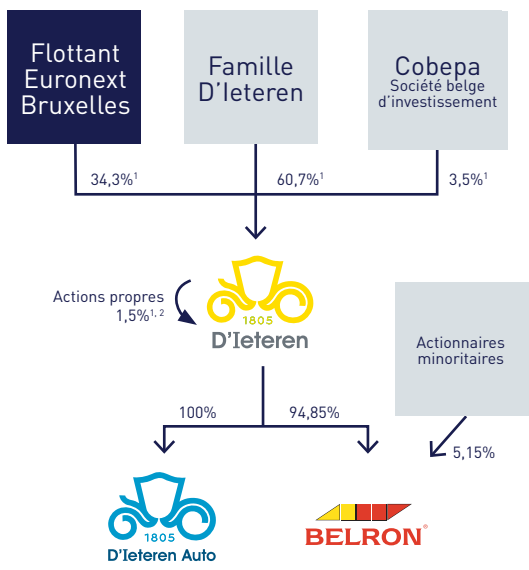 Flottant
Euronext
Bruxelles
Famille
D'Ieteren
Cobepa
Société belge
d'investissement
34,3%¹
60,7%¹
3,5%¹
Actions propres
1,5%¹˒ ²
1805
D'Ieteren
Actionnaires
minoritaires
100%
94,85%
5,15%
1805
D'Ieteren Auto
BELRON®